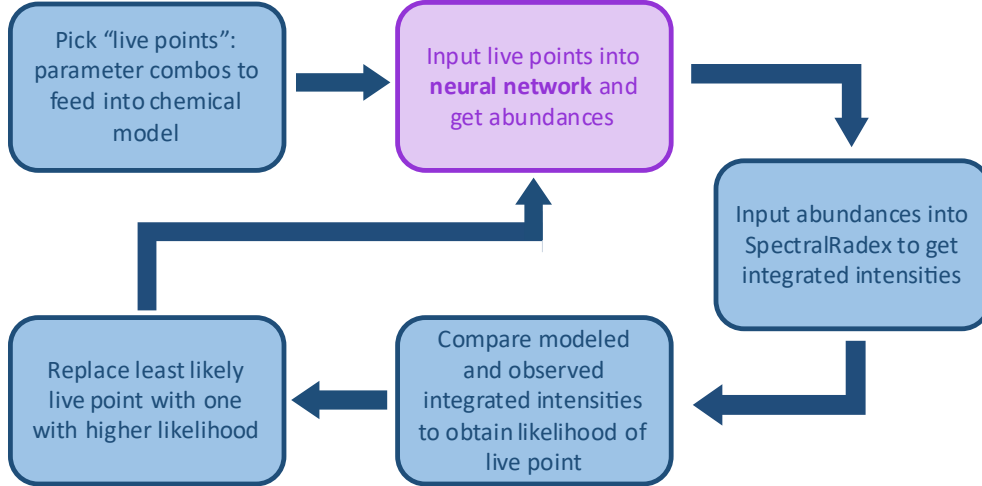 Pick “live points”:
parameter combos to
feed into chemical
model
Input live points into
neural network and
get abundances
Input abundances into
SpectralRadex to get
integrated intensities
Compare modeled
and observed
integrated intensities
to obtain likelihood of
live point
Replace least likely
live point with one
with higher likelihood